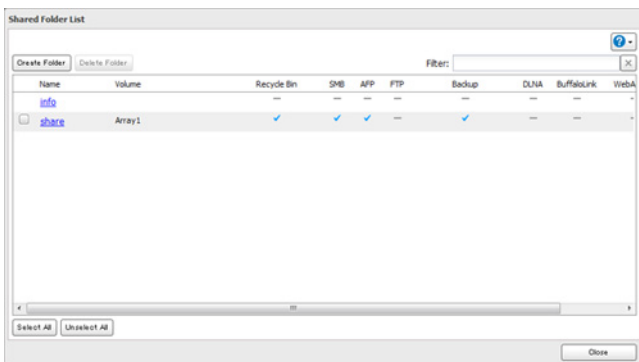 Shared Folder List
?
Create Folder Delete Folder Filter:
Name Volume Recycle Bin SMB AFP FTP Backup DLNA BuffaloLink WebA
info
share Array1
Select All Unselect All
Close